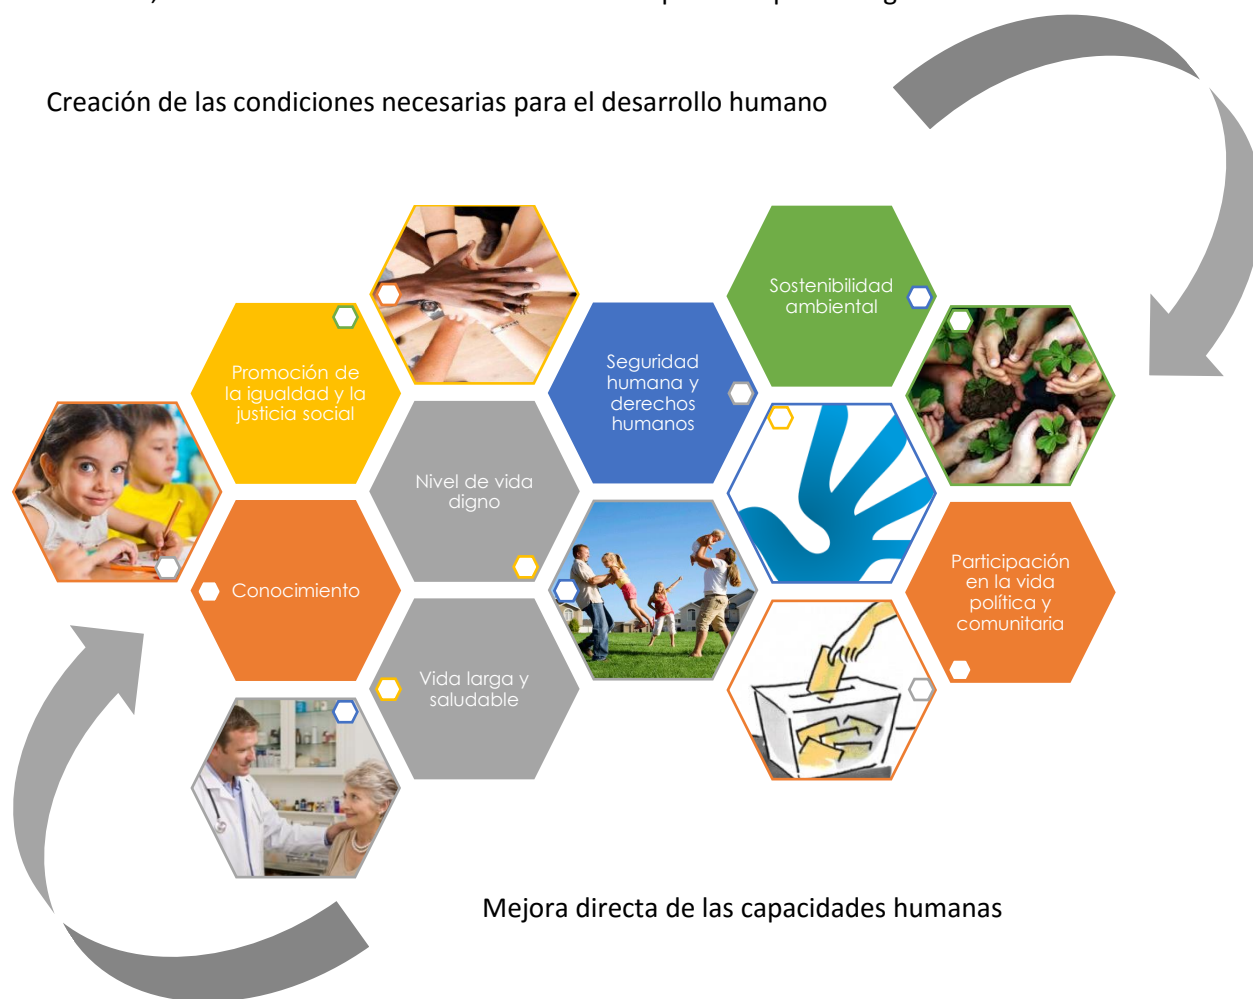 Creación de las condiciones necesarias para el desarrollo humano
Sostenibilidad
ambiental
Promoción de
la igualdad y la
justicia social
Seguridad
humana y
derechos
humanos
Nivel de vida
digno
Conocimiento
Participación
en la vida
política y
comunitaria
Vida larga y
saludable
Mejora directa de las capacidades humanas